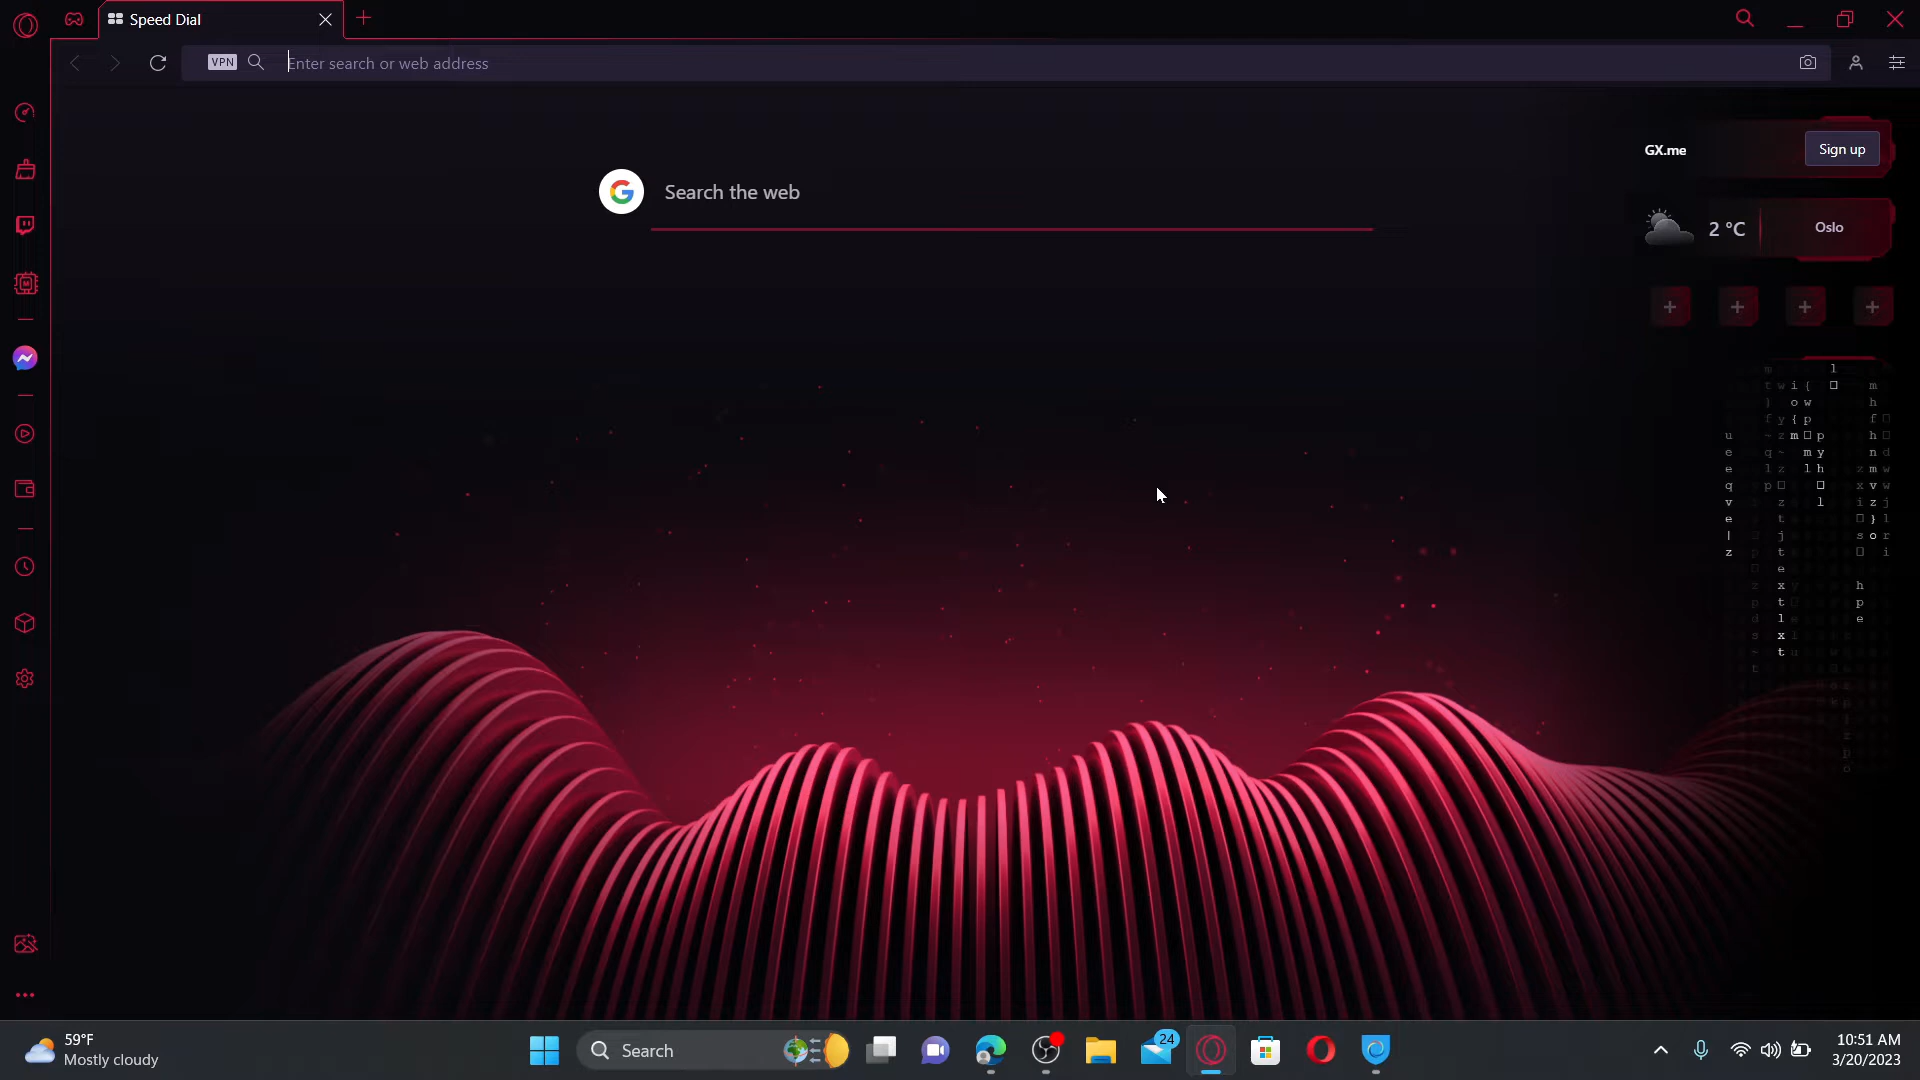 Speed Dial
VPN
Enter search or web address
Search the web
GX.me
Sign up
2 °C
Oslo
59°F
Mostly cloudy
Search
24
10:51 AM
3/20/2023